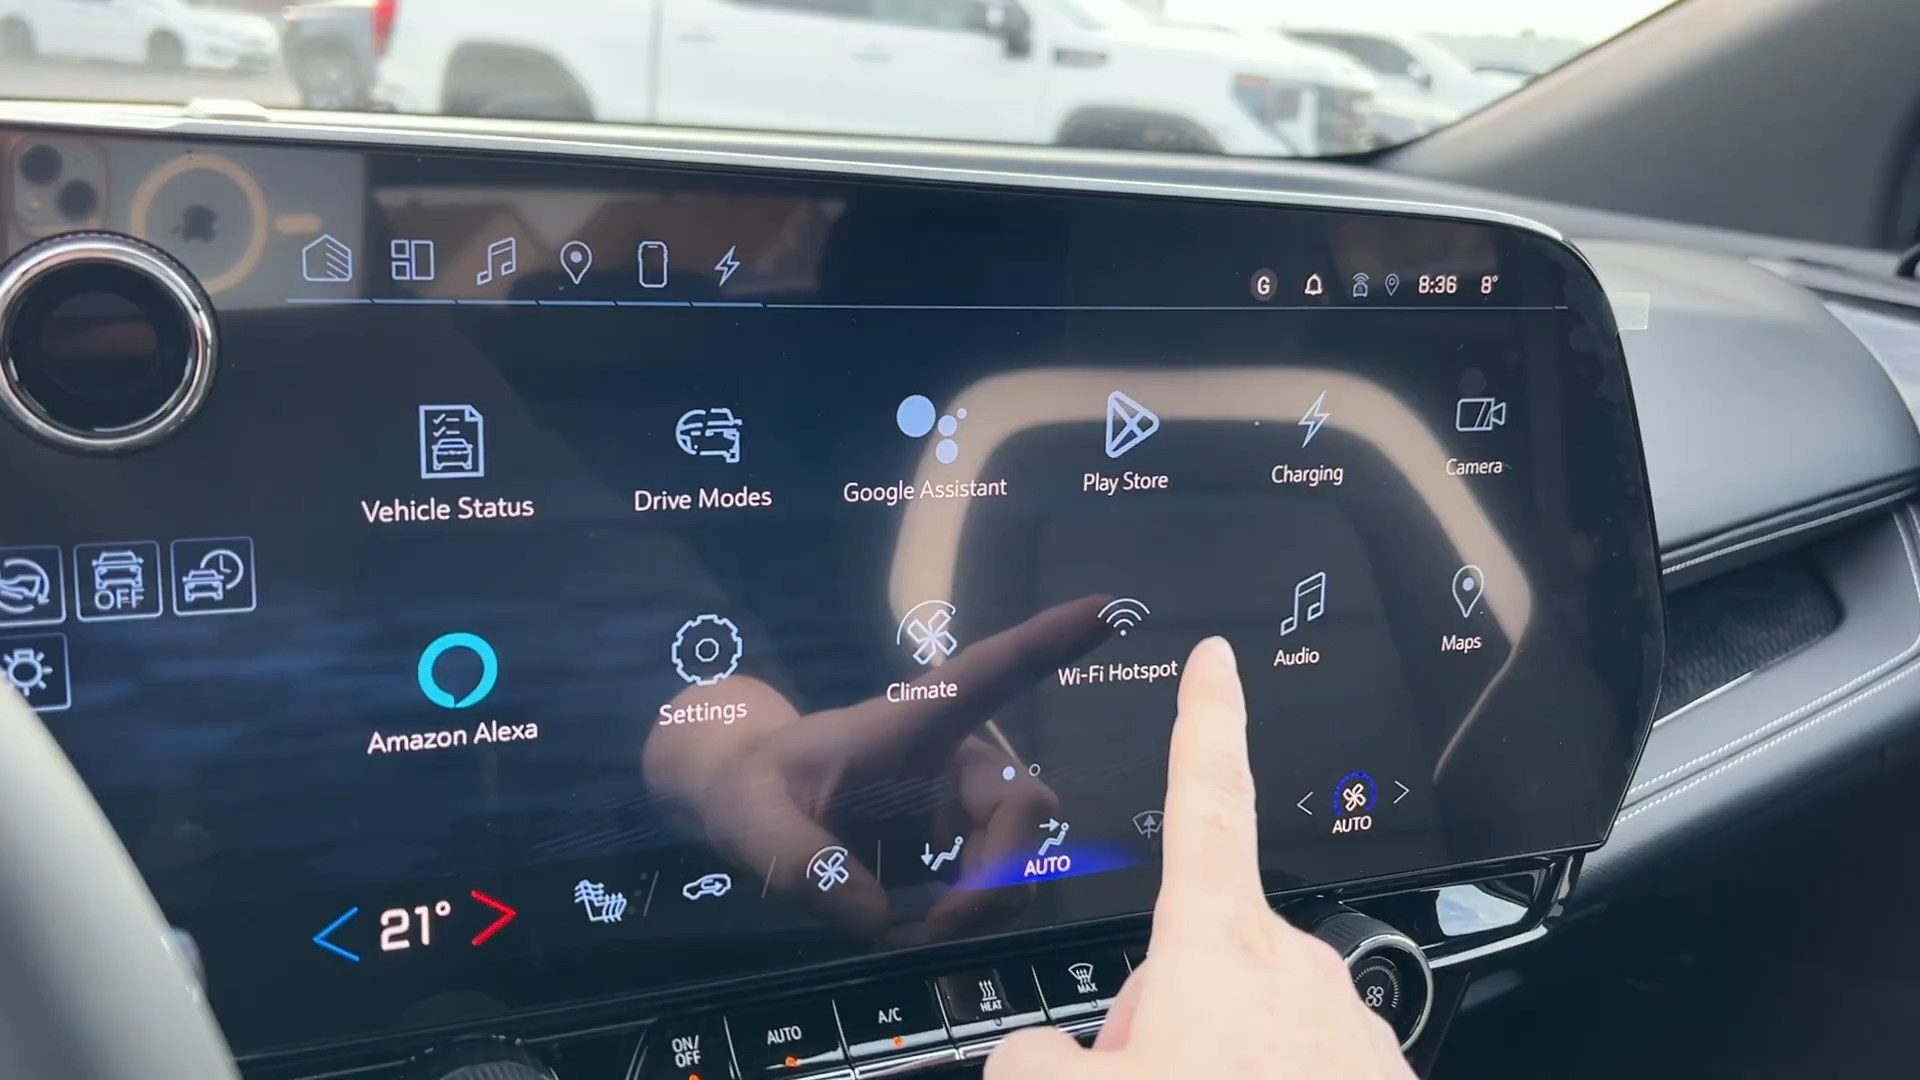 G 8:36 8°
Vehicle Status
Drive Modes
Google Assistant
Play Store
Charging
Camera
OFF
Amazon Alexa
Settings
Climate
Wi-Fi Hotspot
Audio
Maps
21°
AUTO
AUTO
ON/
OFF
AUTO
A/C
HEAT
MAX